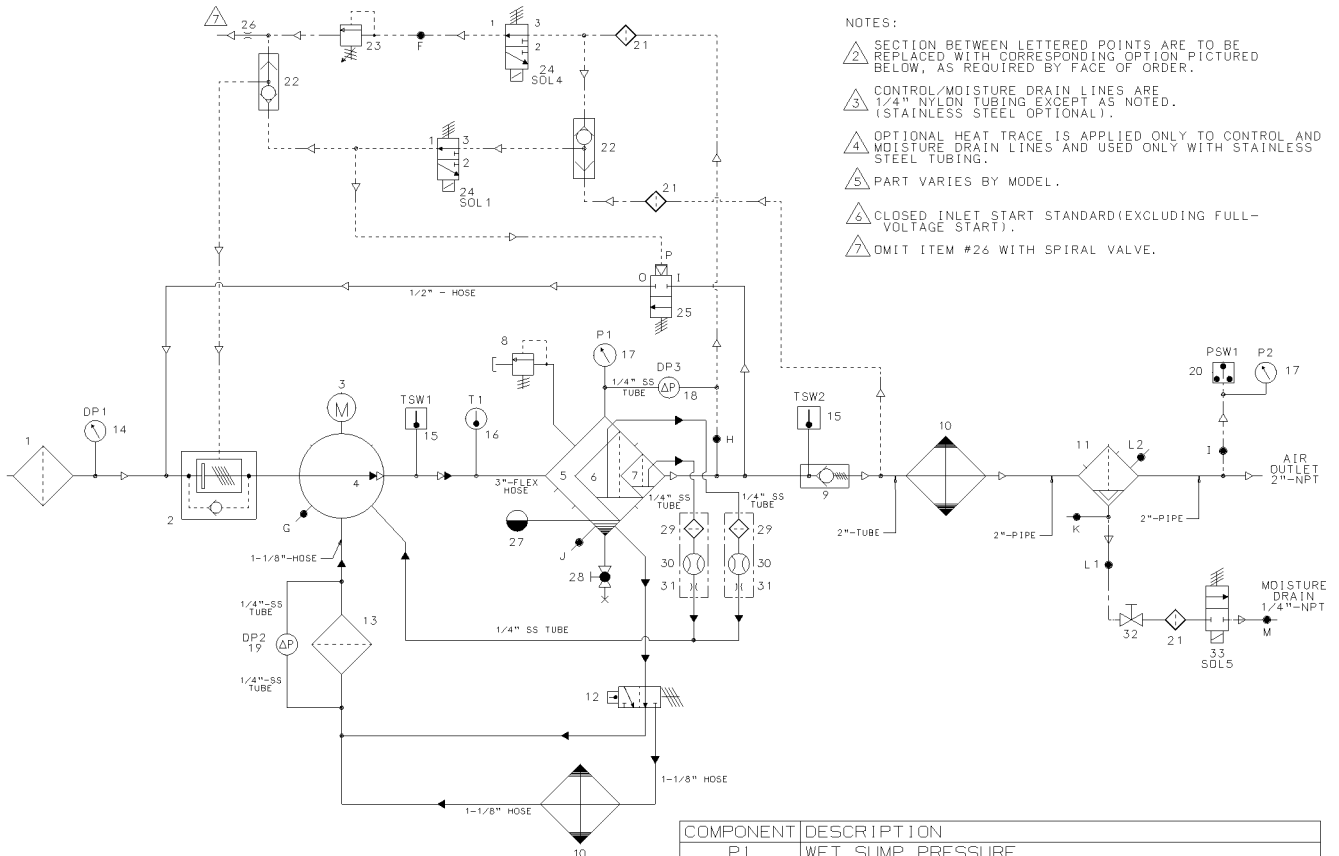 7
26
23
F
1
3
2
24
SOL4
21
22
1
3
2
24
SOL1
22
21
P
O
I
25
1/2" - HOSE
NOTES:
2 SECTION BETWEEN LETTERED POINTS ARE TO BE
REPLACED WITH CORRESPONDING OPTION PICTURED
BELOW, AS REQUIRED BY FACE OF ORDER.
3 CONTROL/MOISTURE DRAIN LINES ARE
1/4" NYLON TUBING EXCEPT AS NOTED.
(STAINLESS STEEL OPTIONAL).
4 OPTIONAL HEAT TRACE IS APPLIED ONLY TO CONTROL AND
MOISTURE DRAIN LINES AND USED ONLY WITH STAINLESS
STEEL TUBING.
5 PART VARIES BY MODEL.
6 CLOSED INLET START STANDARD(EXCLUDING FULL-
VOLTAGE START).
7 OMIT ITEM #26 WITH SPIRAL VALVE.
8
P1
17
1/4" SS
TUBE
DP3
ΔP
18
H
PSW1
20
P2
17
1
DP1
14
2
3
M
4
G
TSW1
15
T1
16
3"-FLEX
HOSE
5
6
7
1/4" SS
TUBE
1/4" SS
TUBE
TSW2
15
9
10
2"-TUBE
11
L2
I
AIR
OUTLET
2"-NPT
2"-PIPE
2"-PIPE
K
L1
27
J
28
29
29
30
30
31
31
1-1/8"-HOSE
1/4"-SS
TUBE
DP2
19
ΔP
1/4"-SS
TUBE
13
1/4" SS TUBE
12
32
21
33
SOL5
MOISTURE
DRAIN
1/4"-NPT
M
1-1/8" HOSE
1-1/8" HOSE
10
COMPONENT DESCRIPTION
P1 WET SUMP PRESSURE